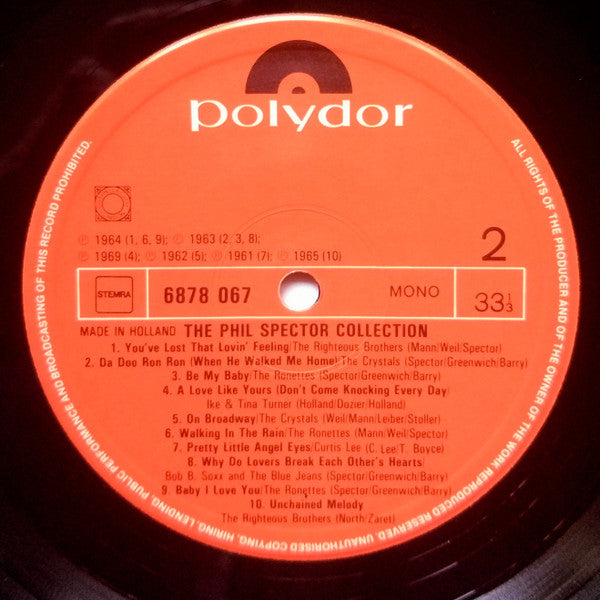 polydor
ALL RIGHTS OF THE PRODUCER AND OF THE OWNER OF THE WORK REPRODUCED RESERVED. UNAUTHORISED COPYING, HIRING, LENDING, PUBLIC PERFORMANCE AND BROADCASTING OF THIS RECORD PROHIBITED.
℗ 1964 (1, 6, 9); ℗ 1963 (2, 3, 8);
℗ 1969 (4); ℗ 1962 (5); ℗ 1961 (7); ℗ 1965 (10)
2
STEMRA 6878 067 MONO 33⅓
MADE IN HOLLAND THE PHIL SPECTOR COLLECTION
1. You've Lost That Lovin' Feeling/The Righteous Brothers (Mann/Weil/Spector)
2. Da Doo Ron Ron (When He Walked Me Home)/The Crystals (Spector/Greenwich/Barry)
3. Be My Baby/The Ronettes (Spector/Greenwich/Barry)
4. A Love Like Yours (Don't Come Knocking Every Day)
Ike & Tina Turner (Holland/Dozier/Holland)
5. On Broadway/The Crystals (Weil/Mann/Leiber/Stoller)
6. Walking In The Rain/The Ronettes (Mann/Weil/Spector)
7. Pretty Little Angel Eyes/Curtis Lee (C. Lee/T. Boyce)
8. Why Do Lovers Break Each Other's Hearts/
Bob B. Soxx and The Blue Jeans (Spector/Greenwich/Barry)
9. Baby I Love You/The Ronettes (Spector/Greenwich/Barry)
10. Unchained Melody
The Righteous Brothers (North/Zaret)